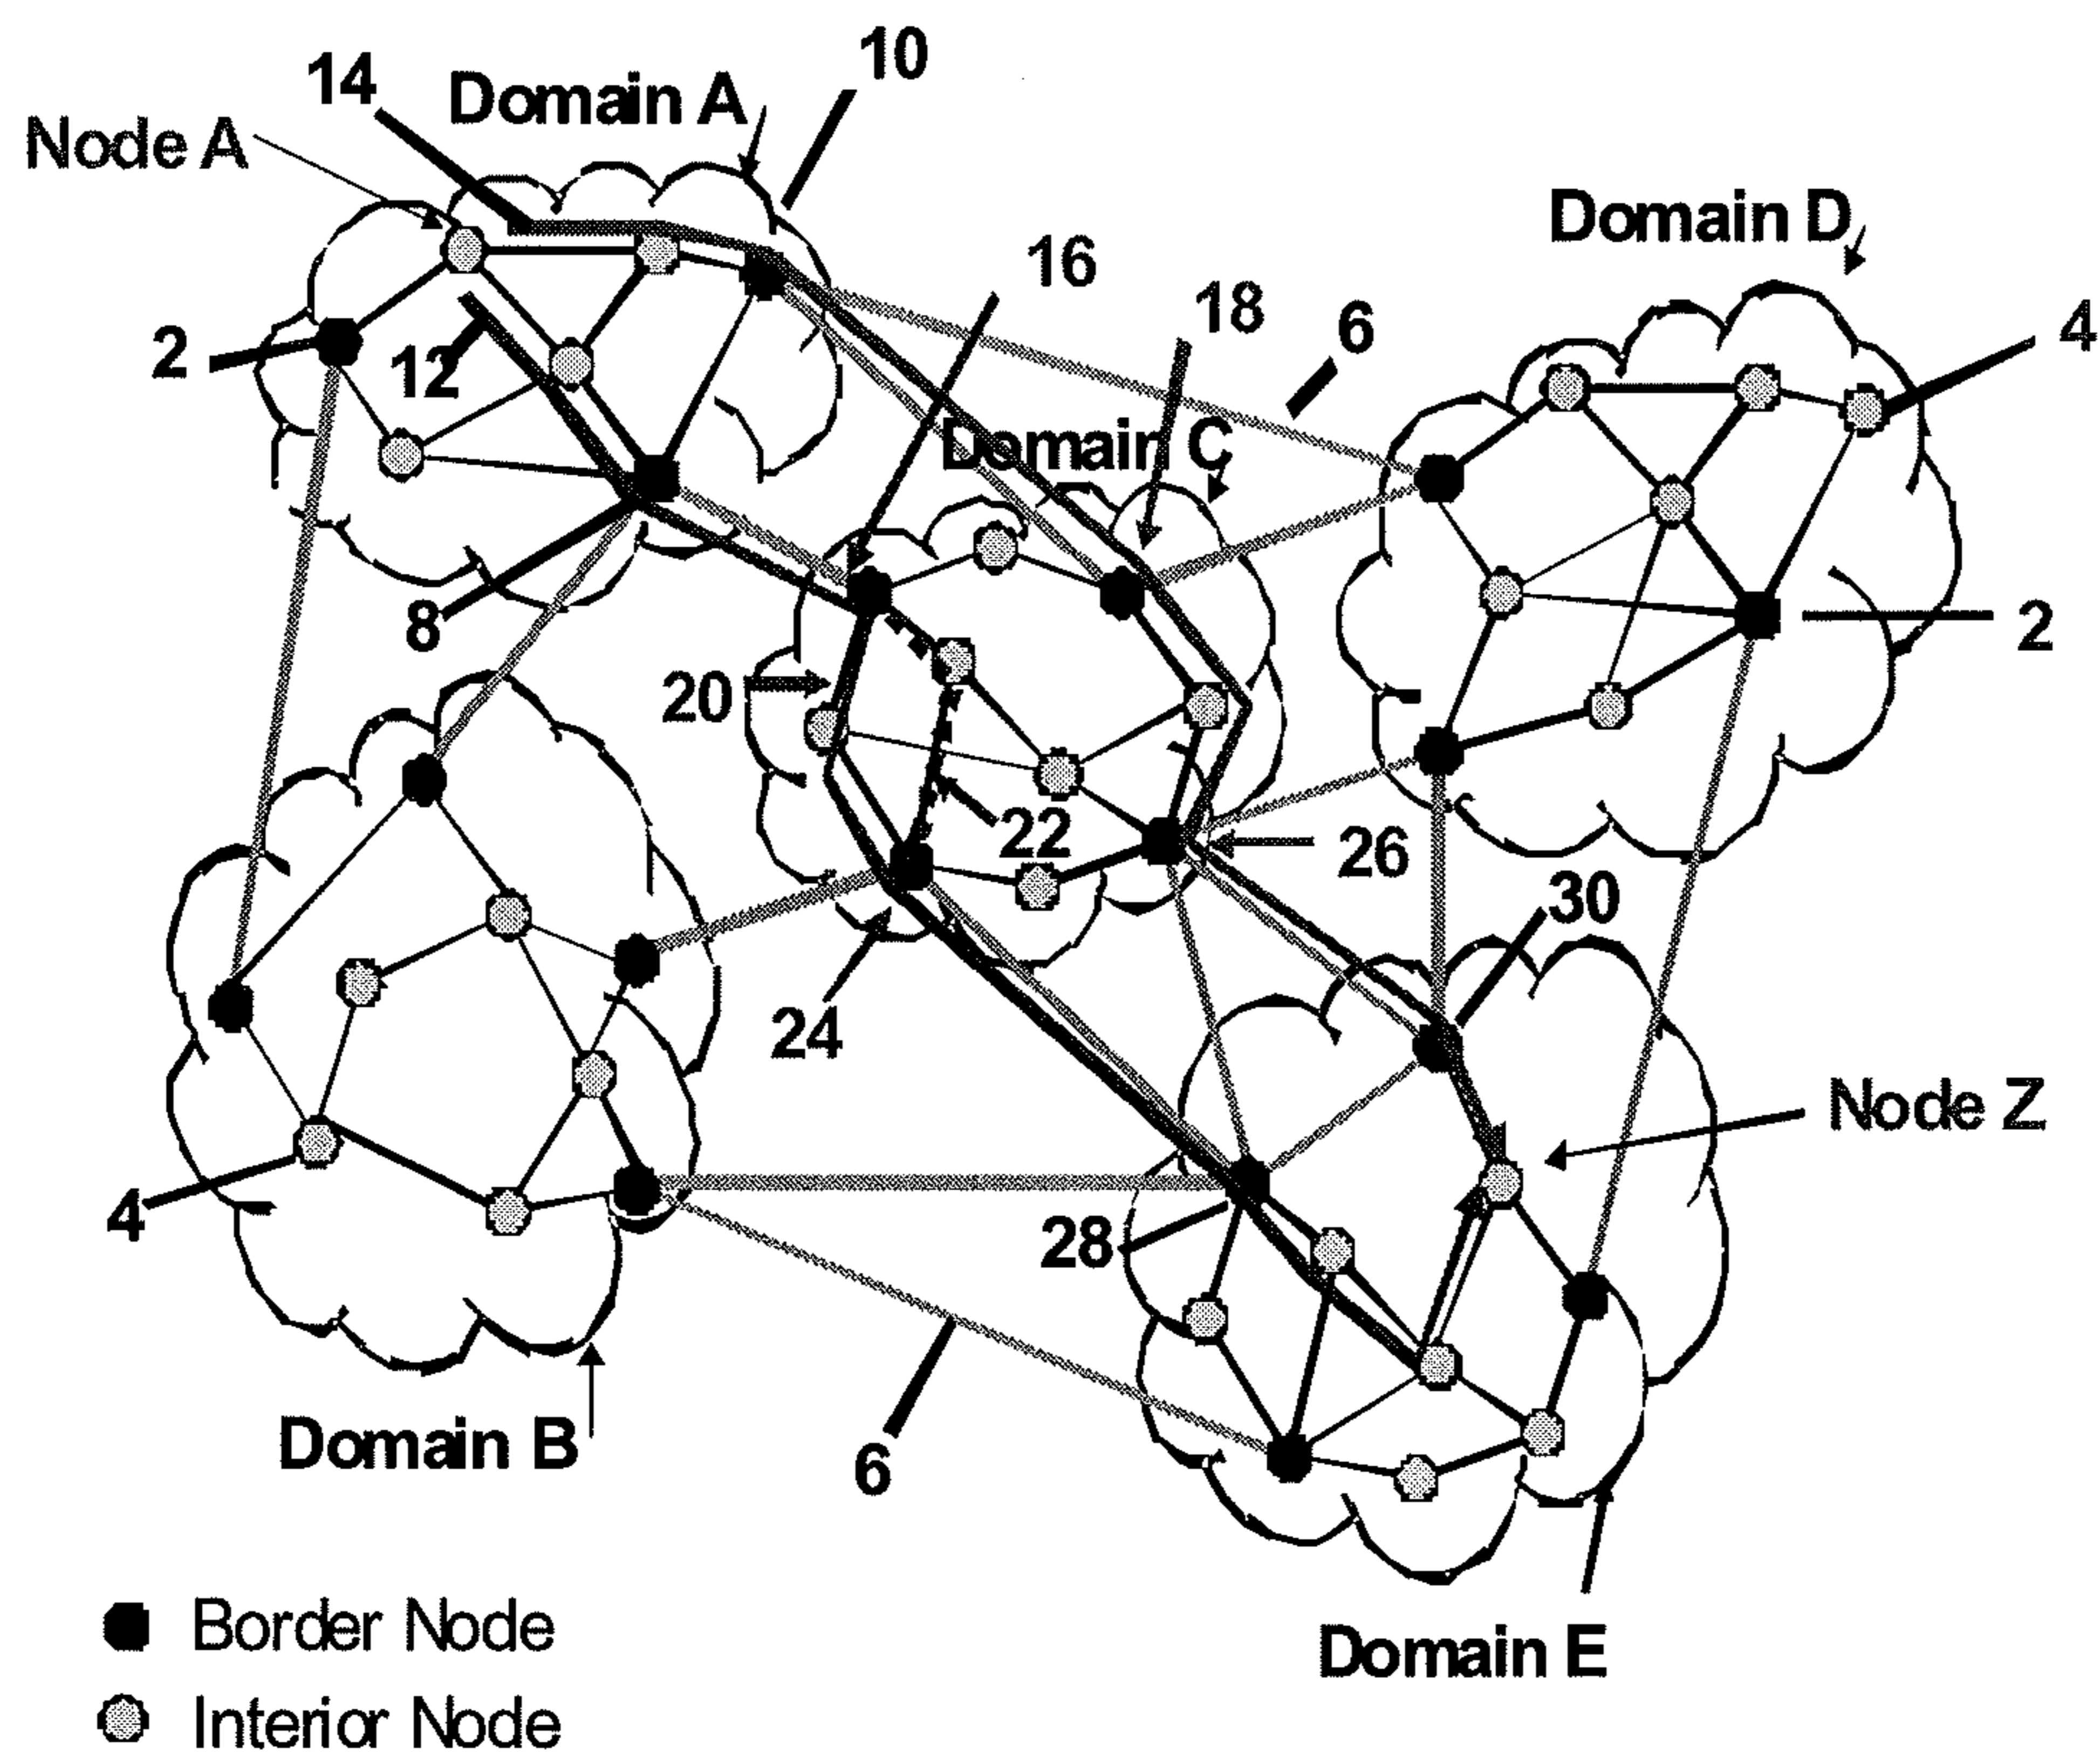 10
14
Domain A
Node A
Domain D
16
18
6
4
2
12
Domain C
8
2
20
22
26
30
24
Node Z
4
28
Domain B
6
Border Node
Domain E
Interior Node